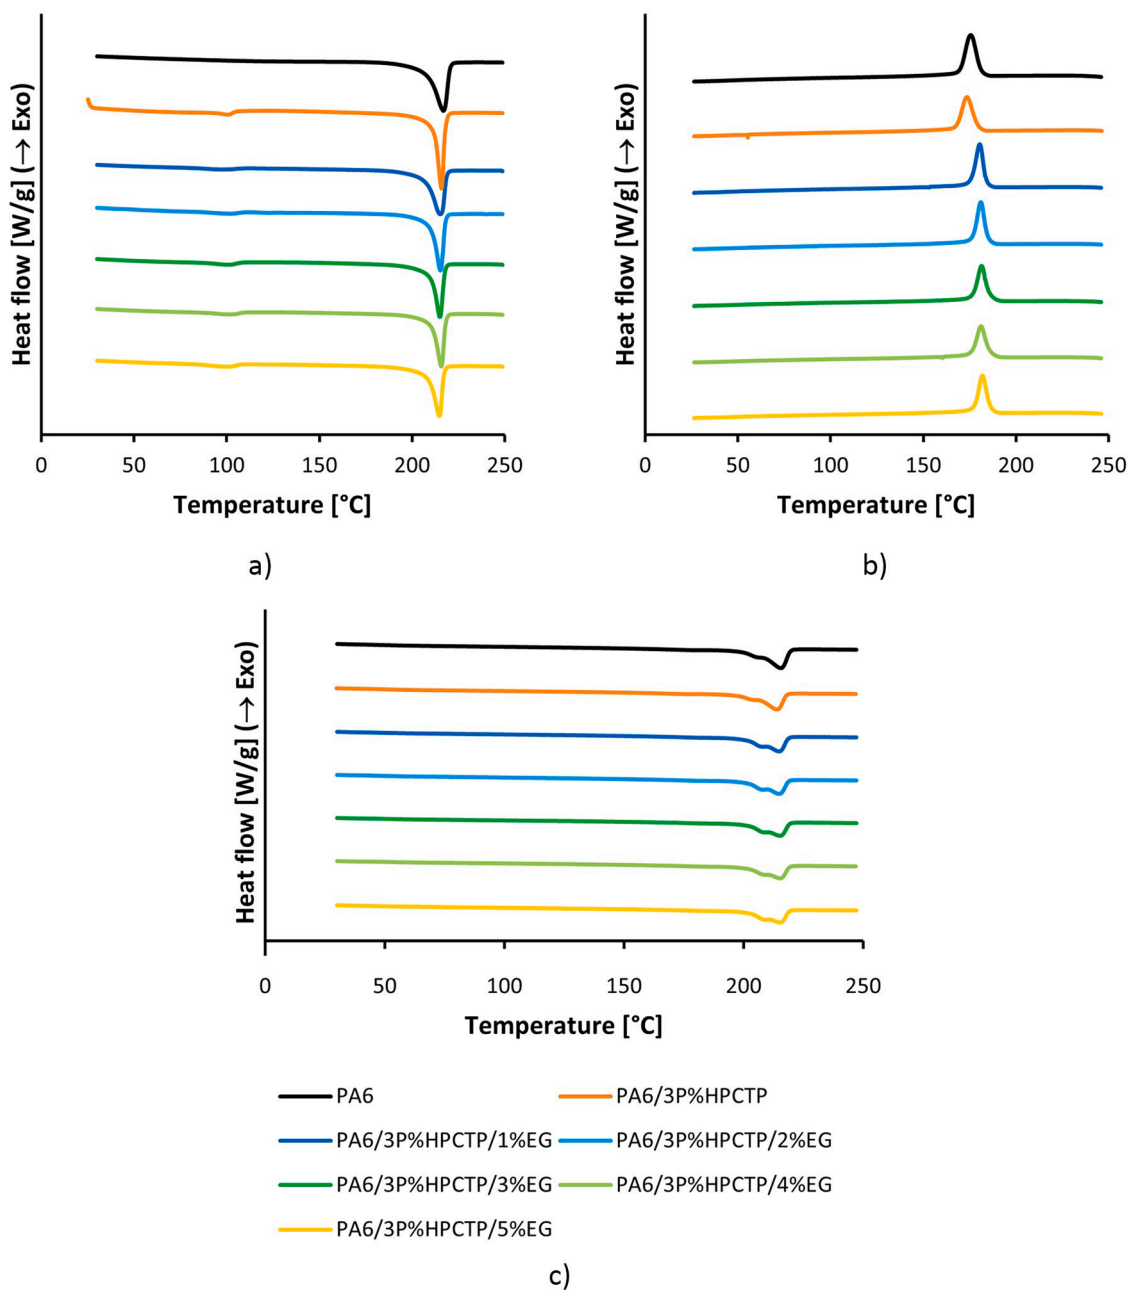 Heat flow [W/g] (→ Exo)
0 50 100 150 200 250
Temperature [°C]
a)
Heat flow [W/g] (→ Exo)
0 50 100 150 200 250
Temperature [°C]
b)
Heat flow [W/g] (→ Exo)
0 50 100 150 200 250
Temperature [°C]
PA6 PA6/3P%HPCTP
PA6/3P%HPCTP/1%EG PA6/3P%HPCTP/2%EG
PA6/3P%HPCTP/3%EG PA6/3P%HPCTP/4%EG
PA6/3P%HPCTP/5%EG
c)